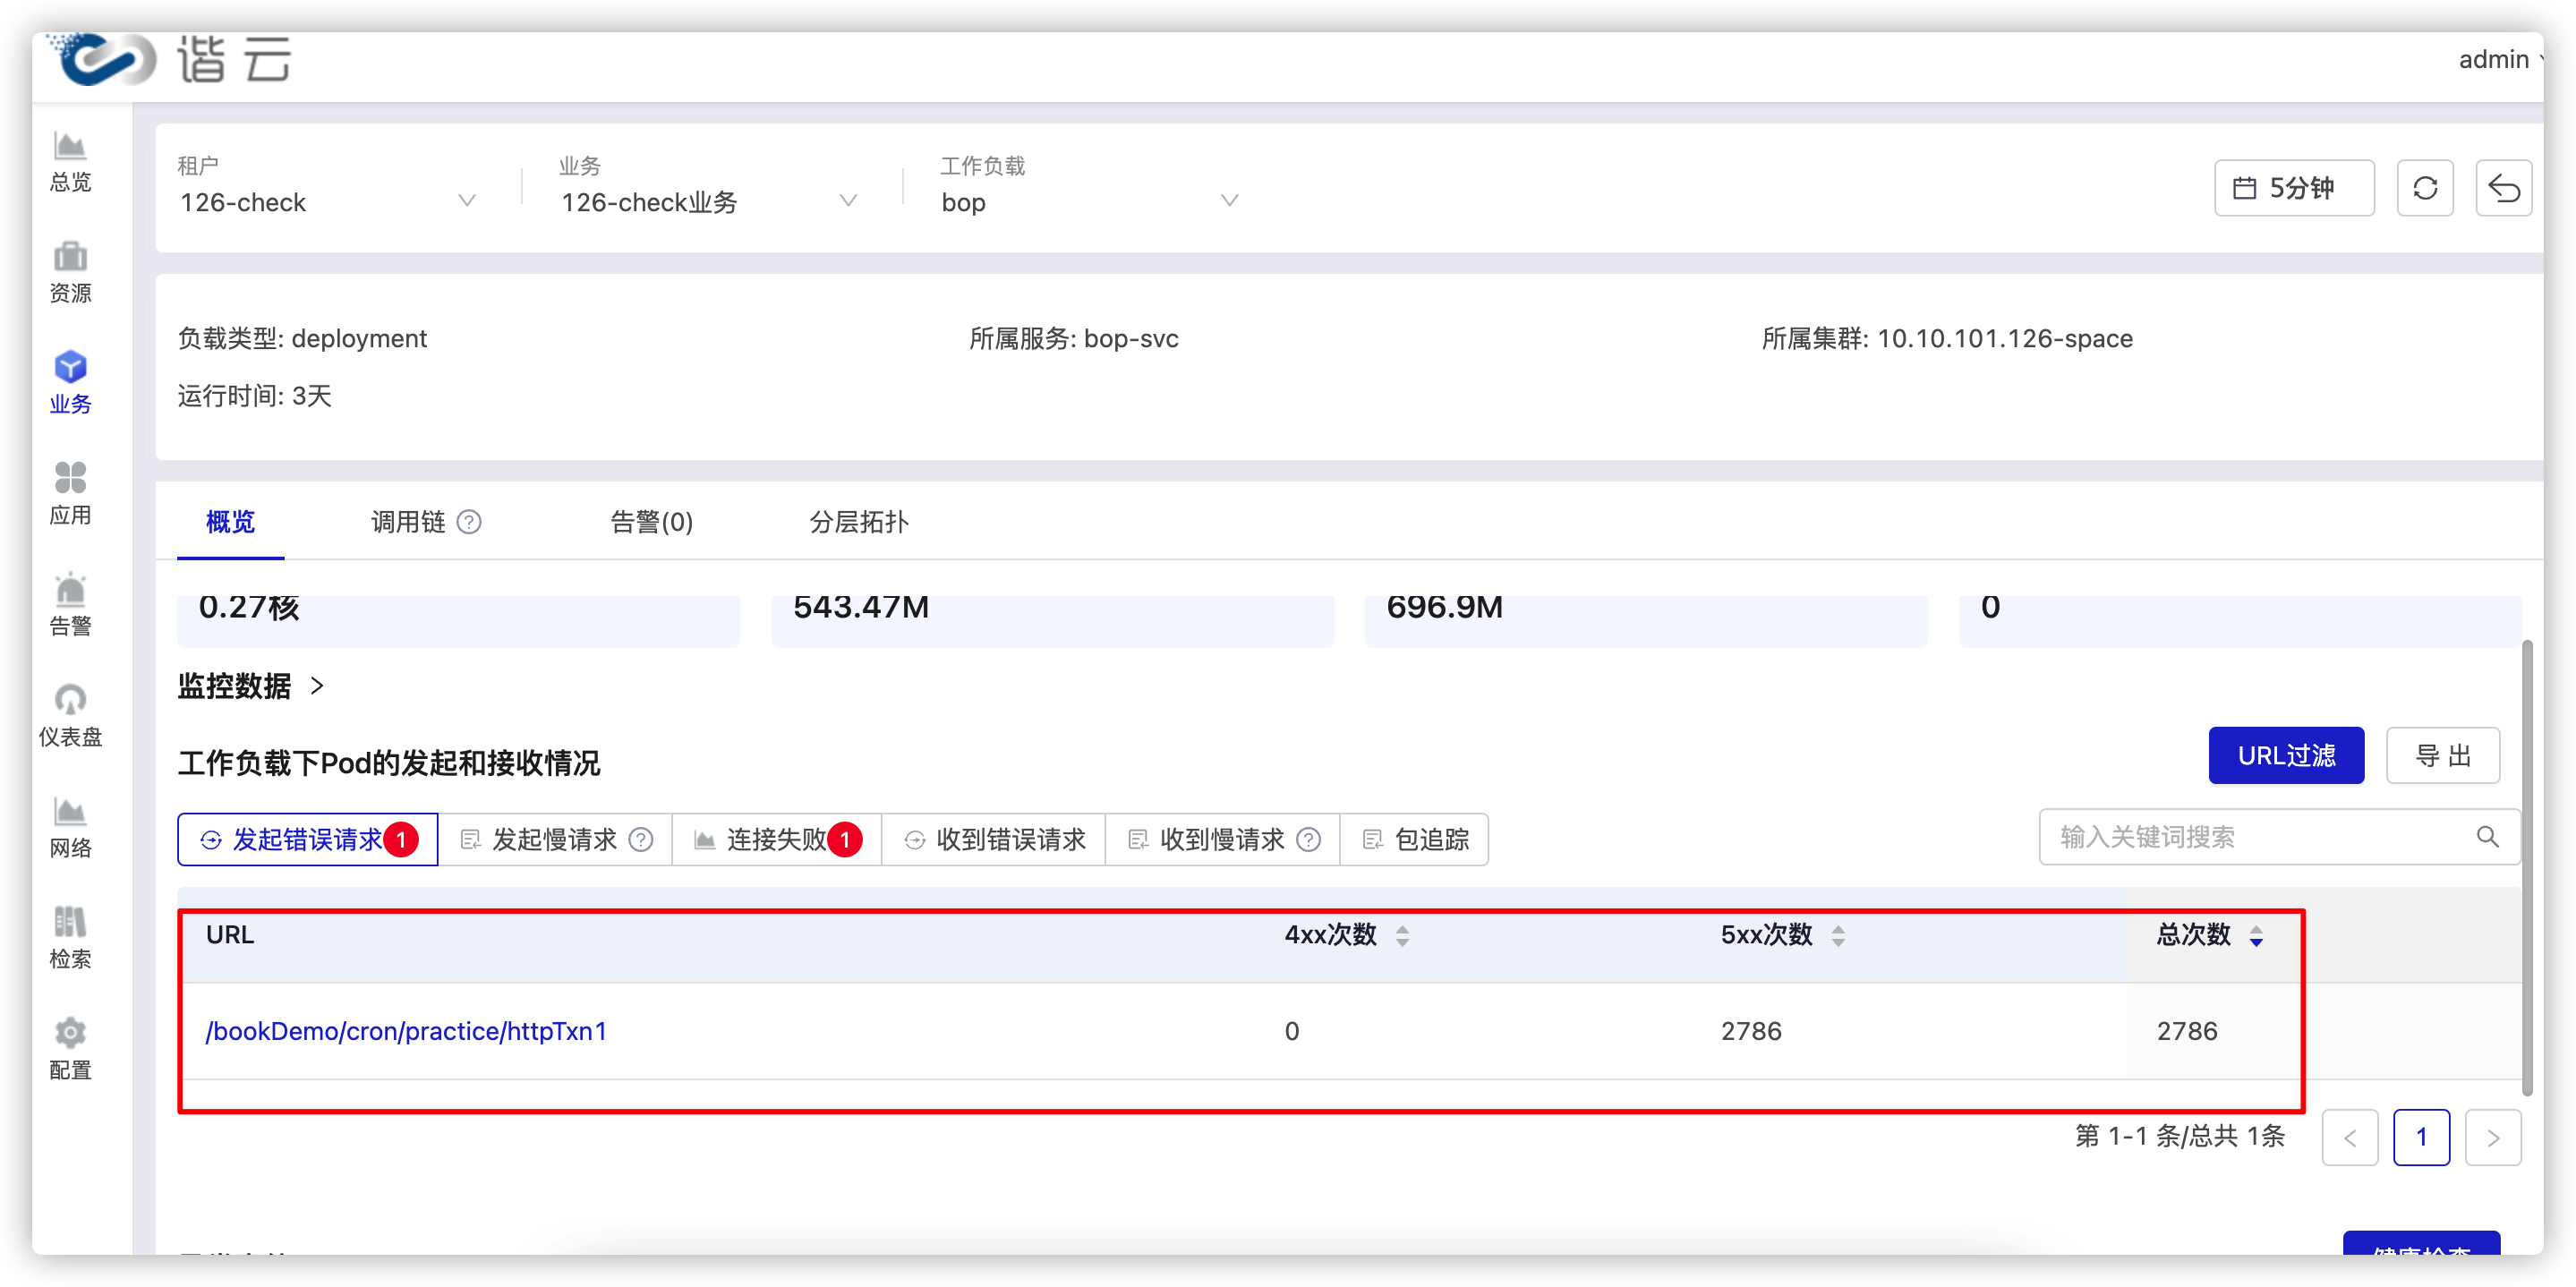 谐云
admin
总览
资源
业务
应用
告警
仪表盘
网络
检索
配置
租户
126-check
业务
126-check业务
工作负载
bop
5分钟
负载类型: deployment
所属服务: bop-svc
所属集群: 10.10.101.126-space
运行时间: 3天
概览
调用链
告警(0)
分层拓扑
0.27核
543.47M
696.9M
0
监控数据 >
工作负载下Pod的发起和接收情况
URL过滤
导 出
发起错误请求 1
发起慢请求
连接失败 1
收到错误请求
收到慢请求
包追踪
输入关键词搜索
URL
4xx次数
5xx次数
总次数
/bookDemo/cron/practice/httpTxn1
0
2786
2786
第 1-1 条/总共 1条
< 1 >